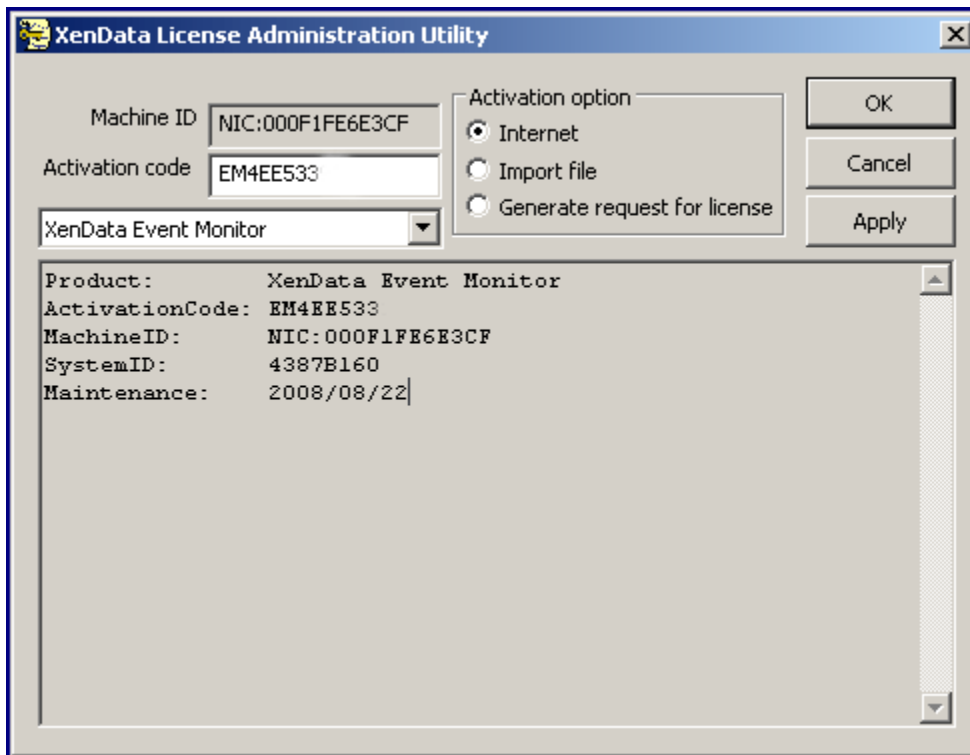 XenData License Administration Utility
Machine ID NIC:000F1FE6E3CF
Activation code EM4EE533
XenData Event Monitor
Activation option
Internet
Import file
Generate request for license
OK
Cancel
Apply
Product: XenData Event Monitor
ActivationCode: EM4EE533
MachineID: NIC:000F1FE6E3CF
SystemID: 4387B160
Maintenance: 2008/08/22